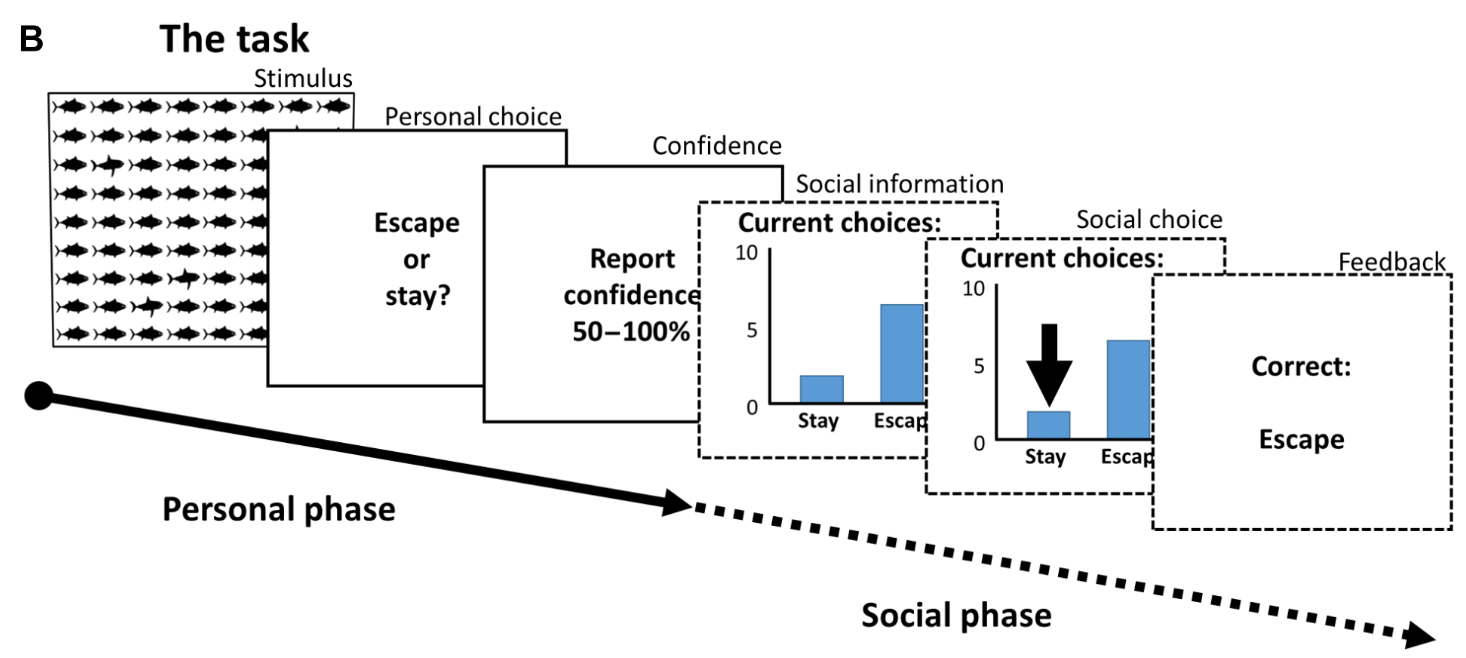 B
The task
Stimulus
Personal choice
Escape
or
stay?
Confidence
Report
confidence
50–100%
Social information
Current choices:
10
5
0
Stay Escap
Social choice
Current choices:
10
5
0
Stay Escap
Feedback
Correct:
Escape
Personal phase
Social phase